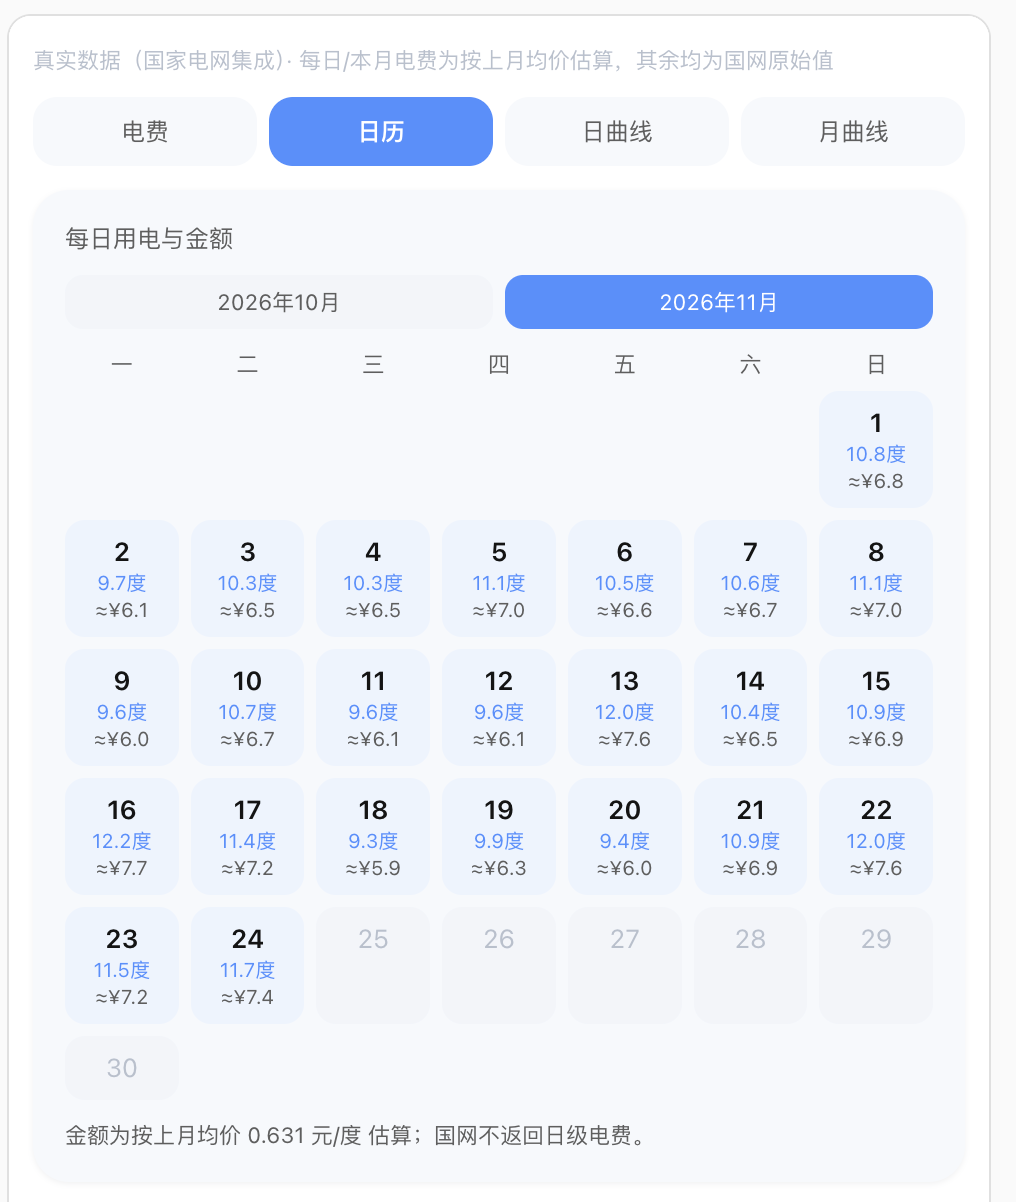 真实数据（国家电网集成）· 每日/本月电费为按上月均价估算，其余均为国网原始值
电费 日历 日曲线 月曲线
每日用电与金额
2026年10月 2026年11月
一 二 三 四 五 六 日
1
10.8度
≈¥6.8
2 3 4 5 6 7 8
9.7度 10.3度 10.3度 11.1度 10.5度 10.6度 11.1度
≈¥6.1 ≈¥6.5 ≈¥6.5 ≈¥7.0 ≈¥6.6 ≈¥6.7 ≈¥7.0
9 10 11 12 13 14 15
9.6度 10.7度 9.6度 9.6度 12.0度 10.4度 10.9度
≈¥6.0 ≈¥6.7 ≈¥6.1 ≈¥6.1 ≈¥7.6 ≈¥6.5 ≈¥6.9
16 17 18 19 20 21 22
12.2度 11.4度 9.3度 9.9度 9.4度 10.9度 12.0度
≈¥7.7 ≈¥7.2 ≈¥5.9 ≈¥6.3 ≈¥6.0 ≈¥6.9 ≈¥7.6
23 24 25 26 27 28 29
11.5度 11.7度
≈¥7.2 ≈¥7.4
30
金额为按上月均价 0.631 元/度 估算；国网不返回日级电费。